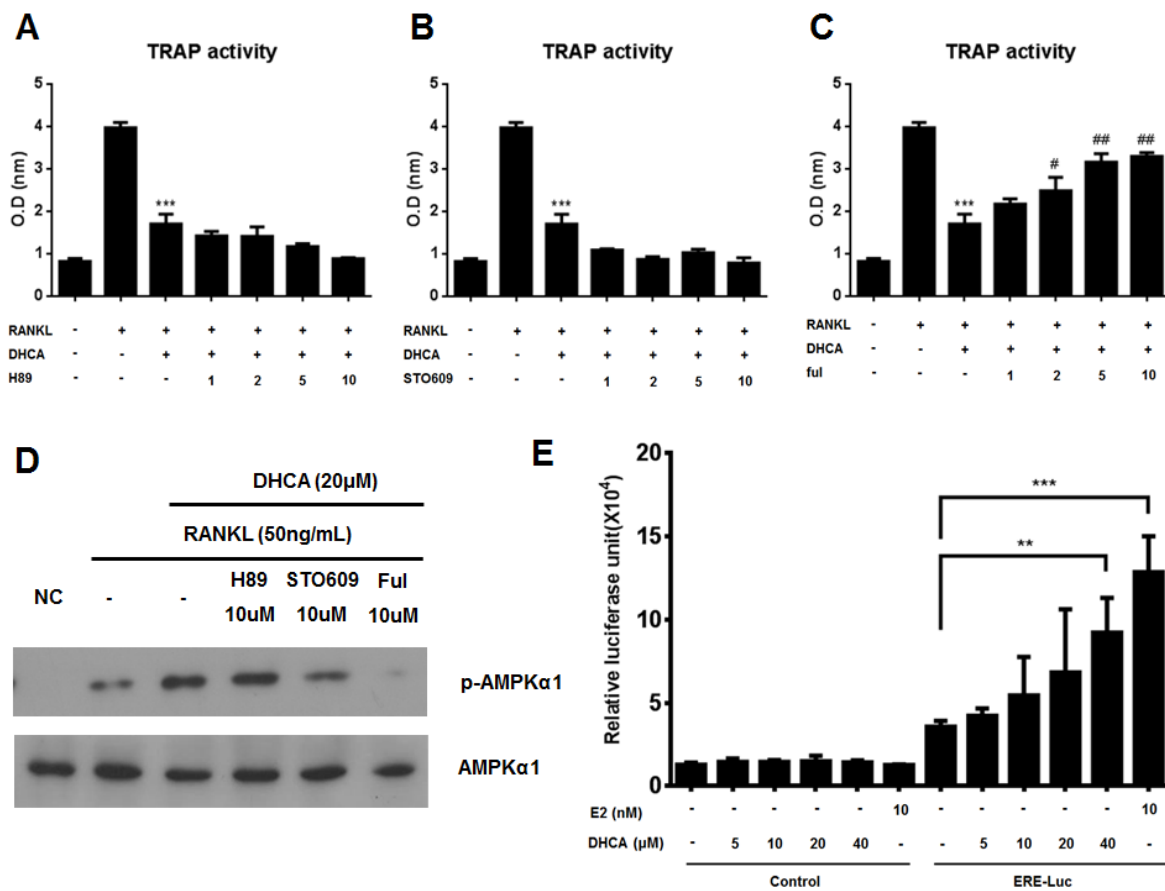 A
TRAP activity
O.D (nm)
5
4
3
2
1
0
***
RANKL - + + + + + +
DHCA - - + + + + +
H89 - - - 1 2 5 10
B
TRAP activity
O.D (nm)
5
4
3
2
1
0
***
RANKL - + + + + + +
DHCA - - + + + + +
STO609 - - - 1 2 5 10
C
TRAP activity
O.D (nm)
5
4
3
2
1
0
*** # ## ##
RANKL - + + + + + +
DHCA - - + + + + +
ful - - - 1 2 5 10
D
DHCA (20μM)
RANKL (50ng/mL)
NC - - H89 STO609 Ful
10uM 10uM 10uM
p-AMPKα1
AMPKα1
E
Relative luciferase unit(X10⁴)
20
15
10
5
0
***
**
E2 (nM) - - - - - 10 - - - - - 10
DHCA (μM) - 5 10 20 40 - - 5 10 20 40 -
Control ERE-Luc